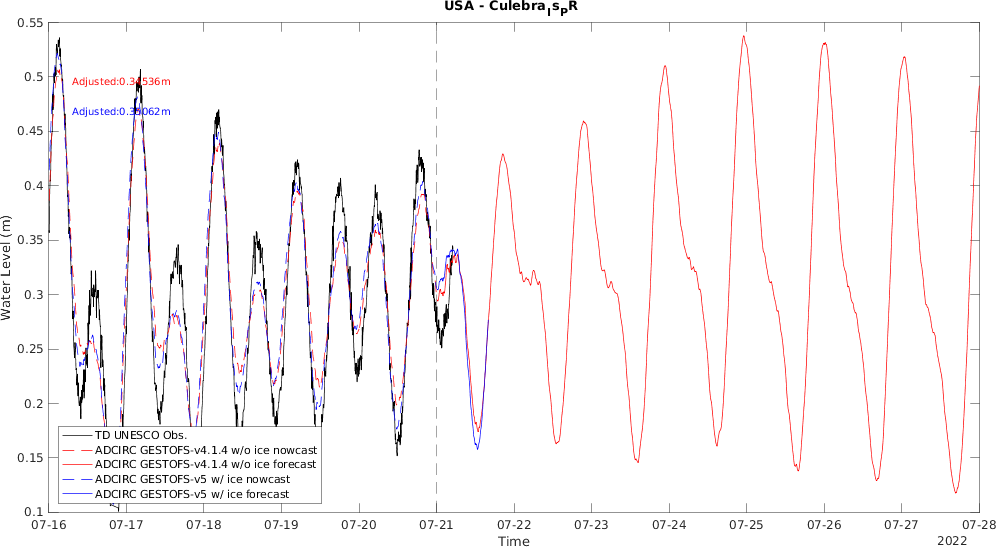 USA - CulebraIsPR
Adjusted:0.34536m
Adjusted:0.35062m
Water Level (m)
0.55
0.5
0.45
0.4
0.35
0.3
0.25
0.2
0.15
0.1
TD UNESCO Obs.
ADCIRC GESTOFS-v4.1.4 w/o ice nowcast
ADCIRC GESTOFS-v4.1.4 w/o ice forecast
ADCIRC GESTOFS-v5 w/ ice nowcast
ADCIRC GESTOFS-v5 w/ ice forecast
07-16 07-17 07-18 07-19 07-20 07-21 07-22 07-23 07-24 07-25 07-26 07-27 07-28
Time
2022